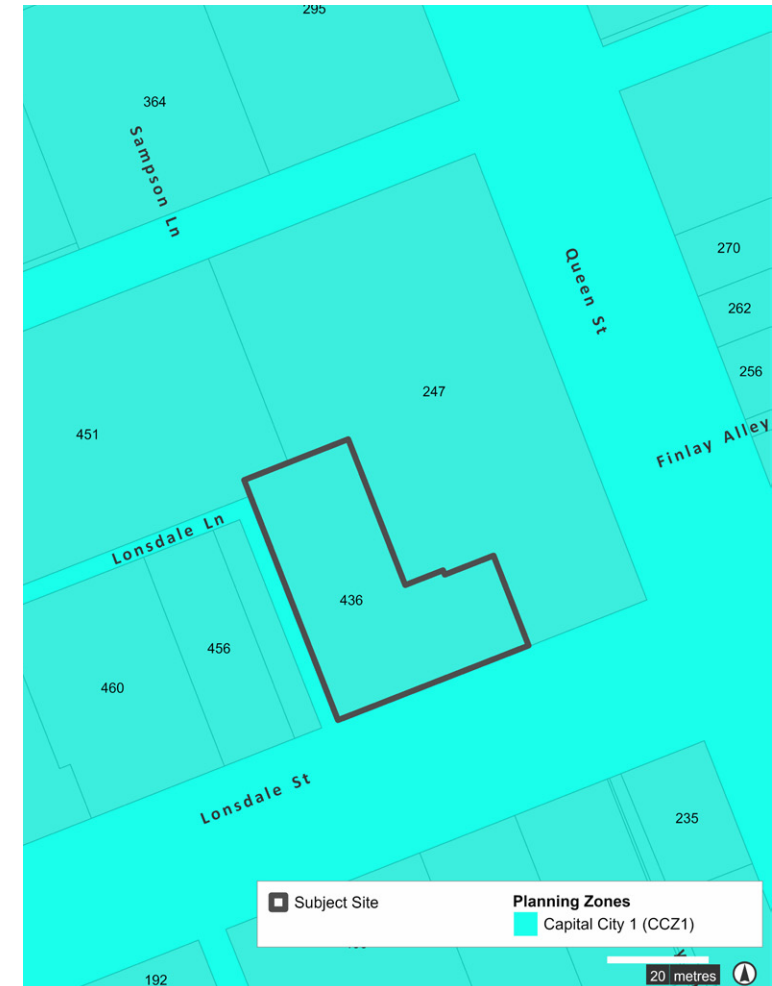 295
364
Sampson Ln
Queen St
270
262
256
247
451
Finlay Alley
Lonsdale Ln
436
456
460
Lonsdale St
235
Subject Site
Planning Zones
Capital City 1 (CCZ1)
192
20 metres